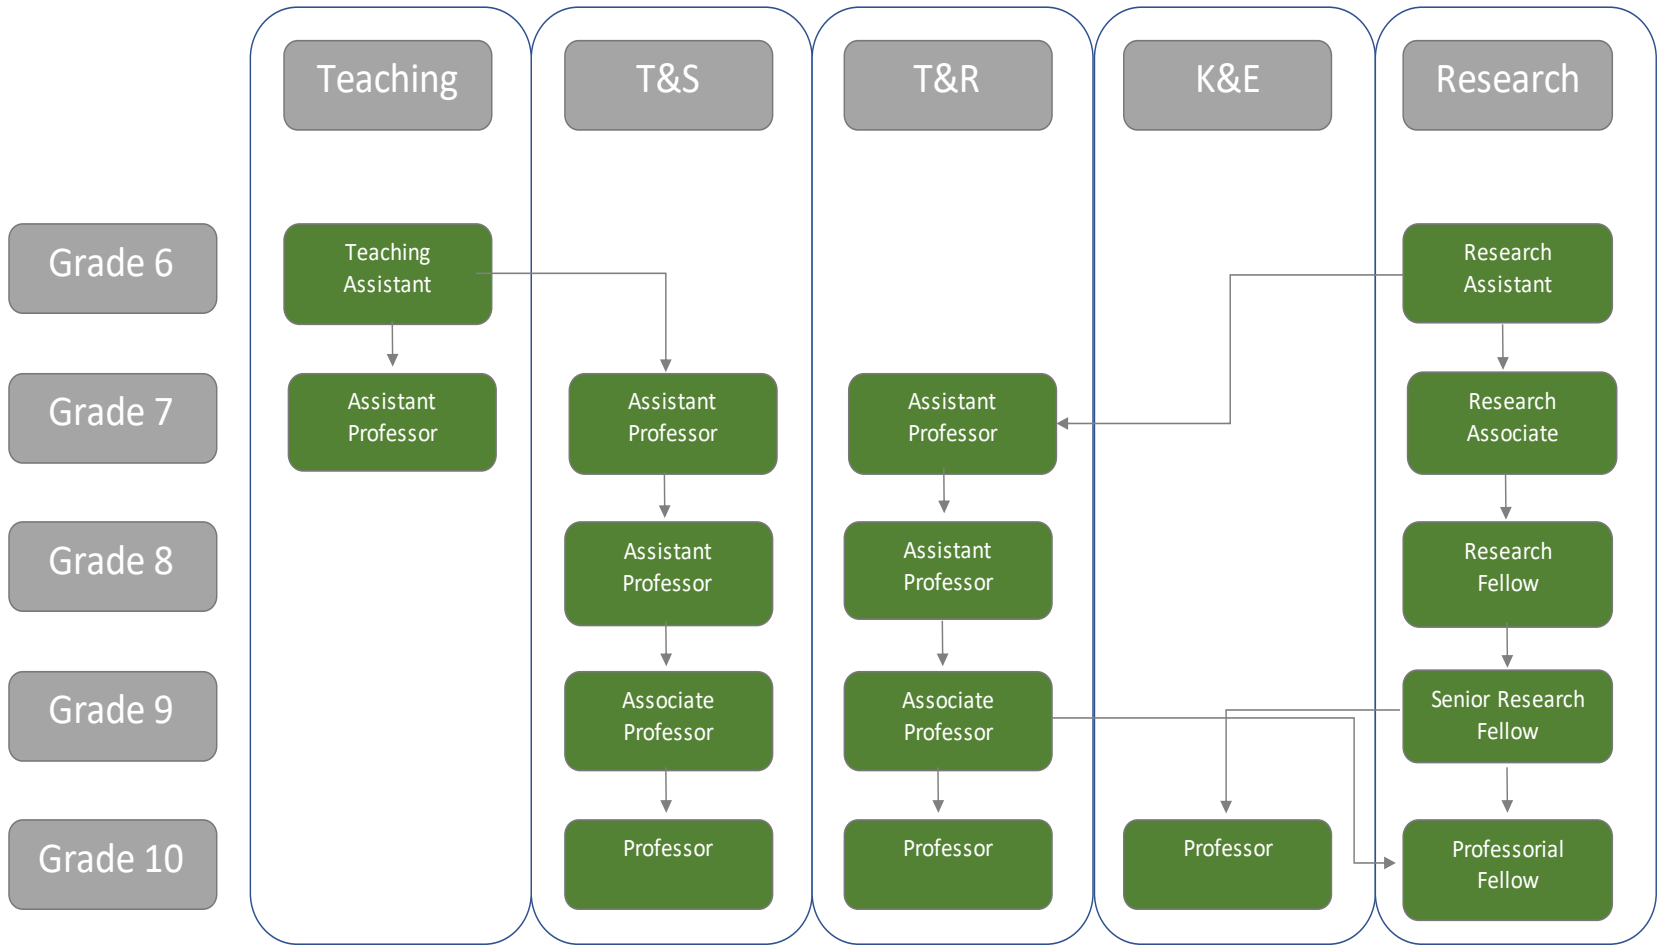 Teaching
T&S
T&R
K&E
Research
Grade 6
Teaching
Assistant
Research
Assistant
Grade 7
Assistant
Professor
Assistant
Professor
Assistant
Professor
Research
Associate
Grade 8
Assistant
Professor
Assistant
Professor
Research
Fellow
Grade 9
Associate
Professor
Associate
Professor
Senior Research
Fellow
Grade 10
Professor
Professor
Professor
Professorial
Fellow